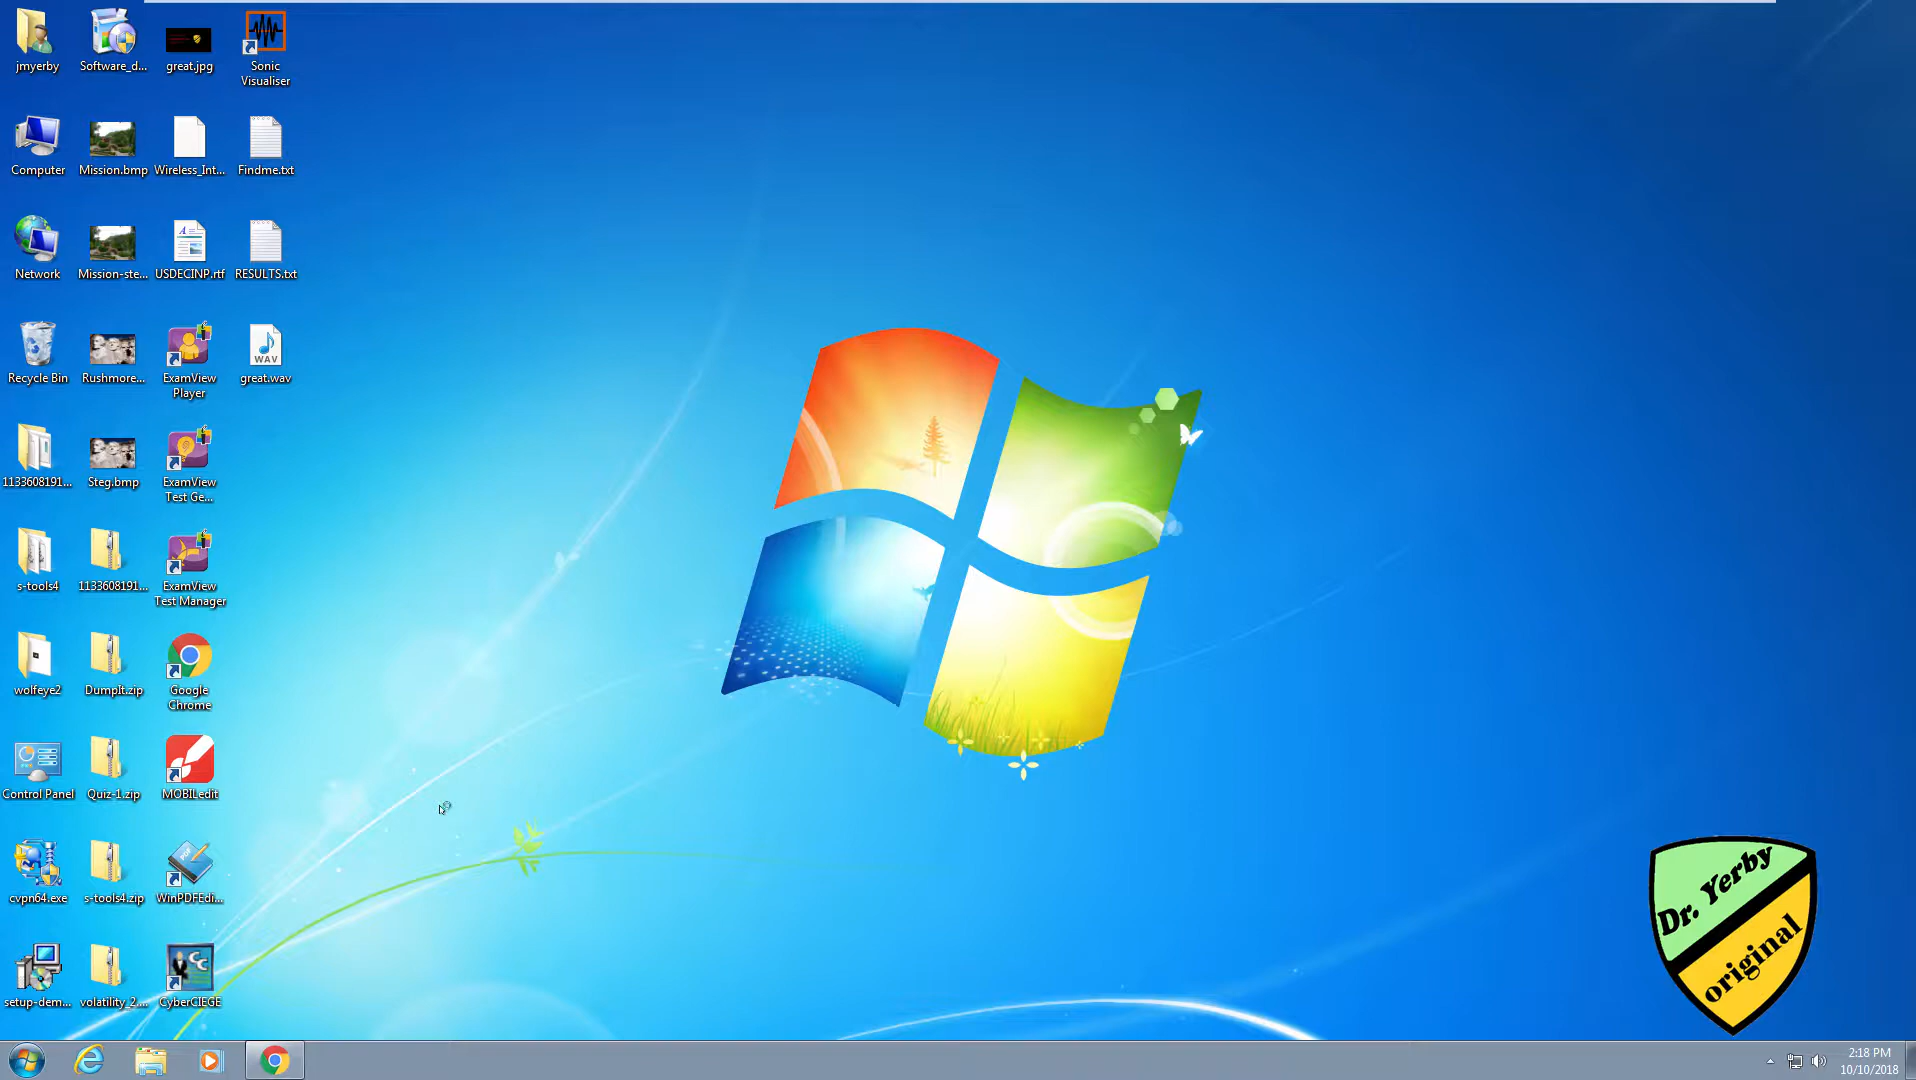 jmyerby
Software_d...
great.jpg
Sonic
Visualiser
Computer
Mission.bmp
Wireless_Int...
Findme.txt
Network
Mission-ste...
USDECINP.rtf
RESULTS.txt
WAV
Recycle Bin
Rushmore...
ExamView
Player
great.wav
1133608191...
Steg.bmp
ExamView
Test Ge...
s-tools4
1133608191...
ExamView
Test Manager
wolfeye2
DumpIt.zip
Google
Chrome
Control Panel
Quiz-1.zip
MOBILedit
cvpn64.exe
s-tools4.zip
PDF
WinPDFEdi...
CC
setup-dem...
volatility_2....
CyberCIEGE
Dr. Yerby
original
2:18 PM
10/10/2018